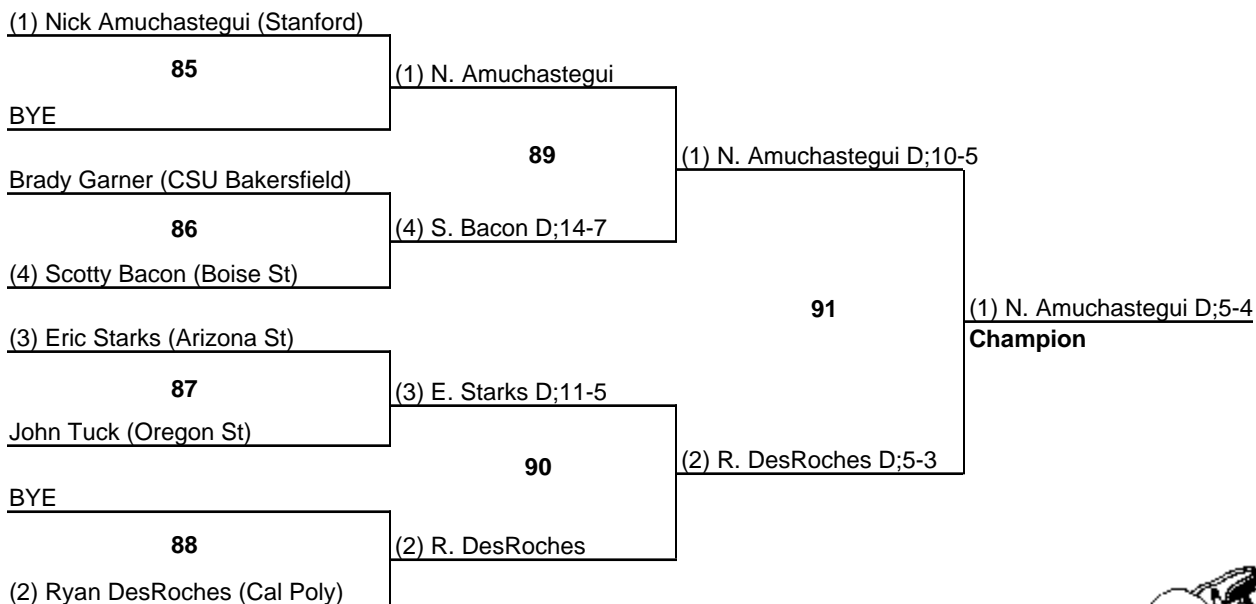 (1) Nick Amuchastegui (Stanford)
85
(1) N. Amuchastegui
BYE
89
(1) N. Amuchastegui D;10-5
Brady Garner (CSU Bakersfield)
86
(4) S. Bacon D;14-7
(4) Scotty Bacon (Boise St)
91
(1) N. Amuchastegui D;5-4
Champion
(3) Eric Starks (Arizona St)
87
(3) E. Starks D;11-5
John Tuck (Oregon St)
90
(2) R. DesRoches D;5-3
BYE
88
(2) R. DesRoches
(2) Ryan DesRoches (Cal Poly)